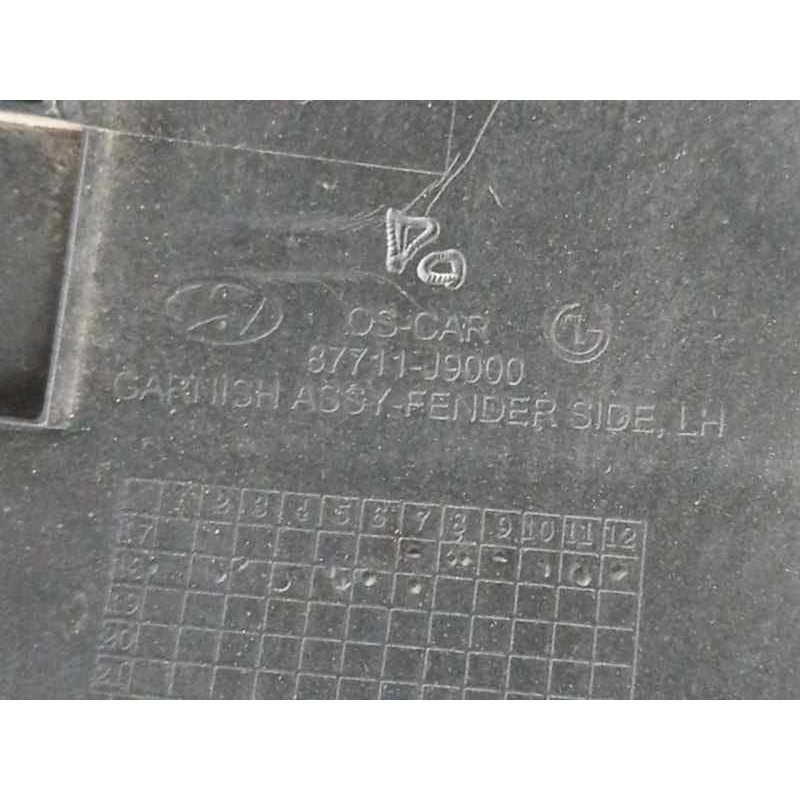 DO
OS-CAR
87711-J9000
GARNISH ASSY-FENDER SIDE, LH
1 2 3 4 5 6 7 8 9 10 11 12
17
18
19
20
21